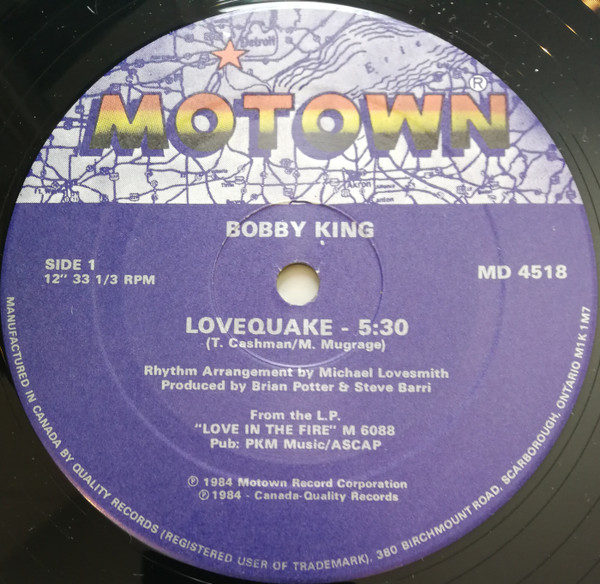 Detroit
Erie
MOTOWN®
Akron
BOBBY KING
SIDE 1
12" 33 1/3 RPM
MD 4518
LOVEQUAKE - 5:30
(T. Cashman/M. Mugrage)
Rhythm Arrangement by Michael Lovesmith
Produced by Brian Potter & Steve Barri
From the L.P.
"LOVE IN THE FIRE" M 6088
Pub: PKM Music/ASCAP
℗ 1984 Motown Record Corporation
℗ 1984 - Canada-Quality Records
MANUFACTURED IN CANADA BY QUALITY RECORDS (REGISTERED USER OF TRADEMARK). 380 BIRCHMOUNT ROAD, SCARBOROUGH, ONTARIO M1K 1M7